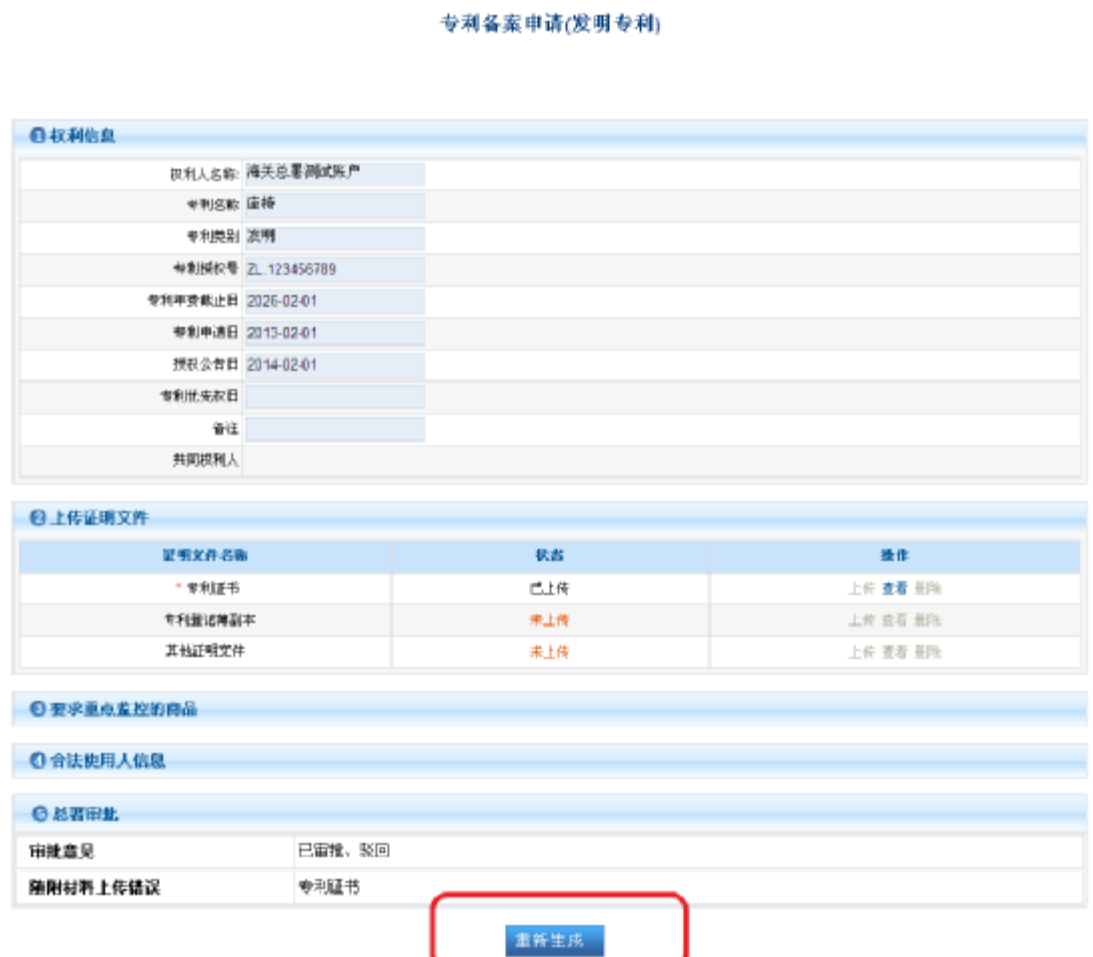 专利备案申请(发明专利)
❶ 权利信息
权利人名称: 海关总署测试账户
专利名称 座椅
专利类别 发明
专利授权号 ZL.123456789
专利年费截止日 2026-02-01
专利申请日 2013-02-01
授权公告日 2014-02-01
专利优先权日
备注
共同权利人
❷ 上传证明文件
证明文件名称 状态 操作
* 专利证书 已上传 上传 查看 删除
专利登记簿副本 未上传 上传 查看 删除
其他证明文件 未上传 上传 查看 删除
❸ 要求重点监控的商品
❹ 合法使用人信息
❺ 总署审批
审批意见 已审批、驳回
随附材料上传错误 专利证书
重新生成